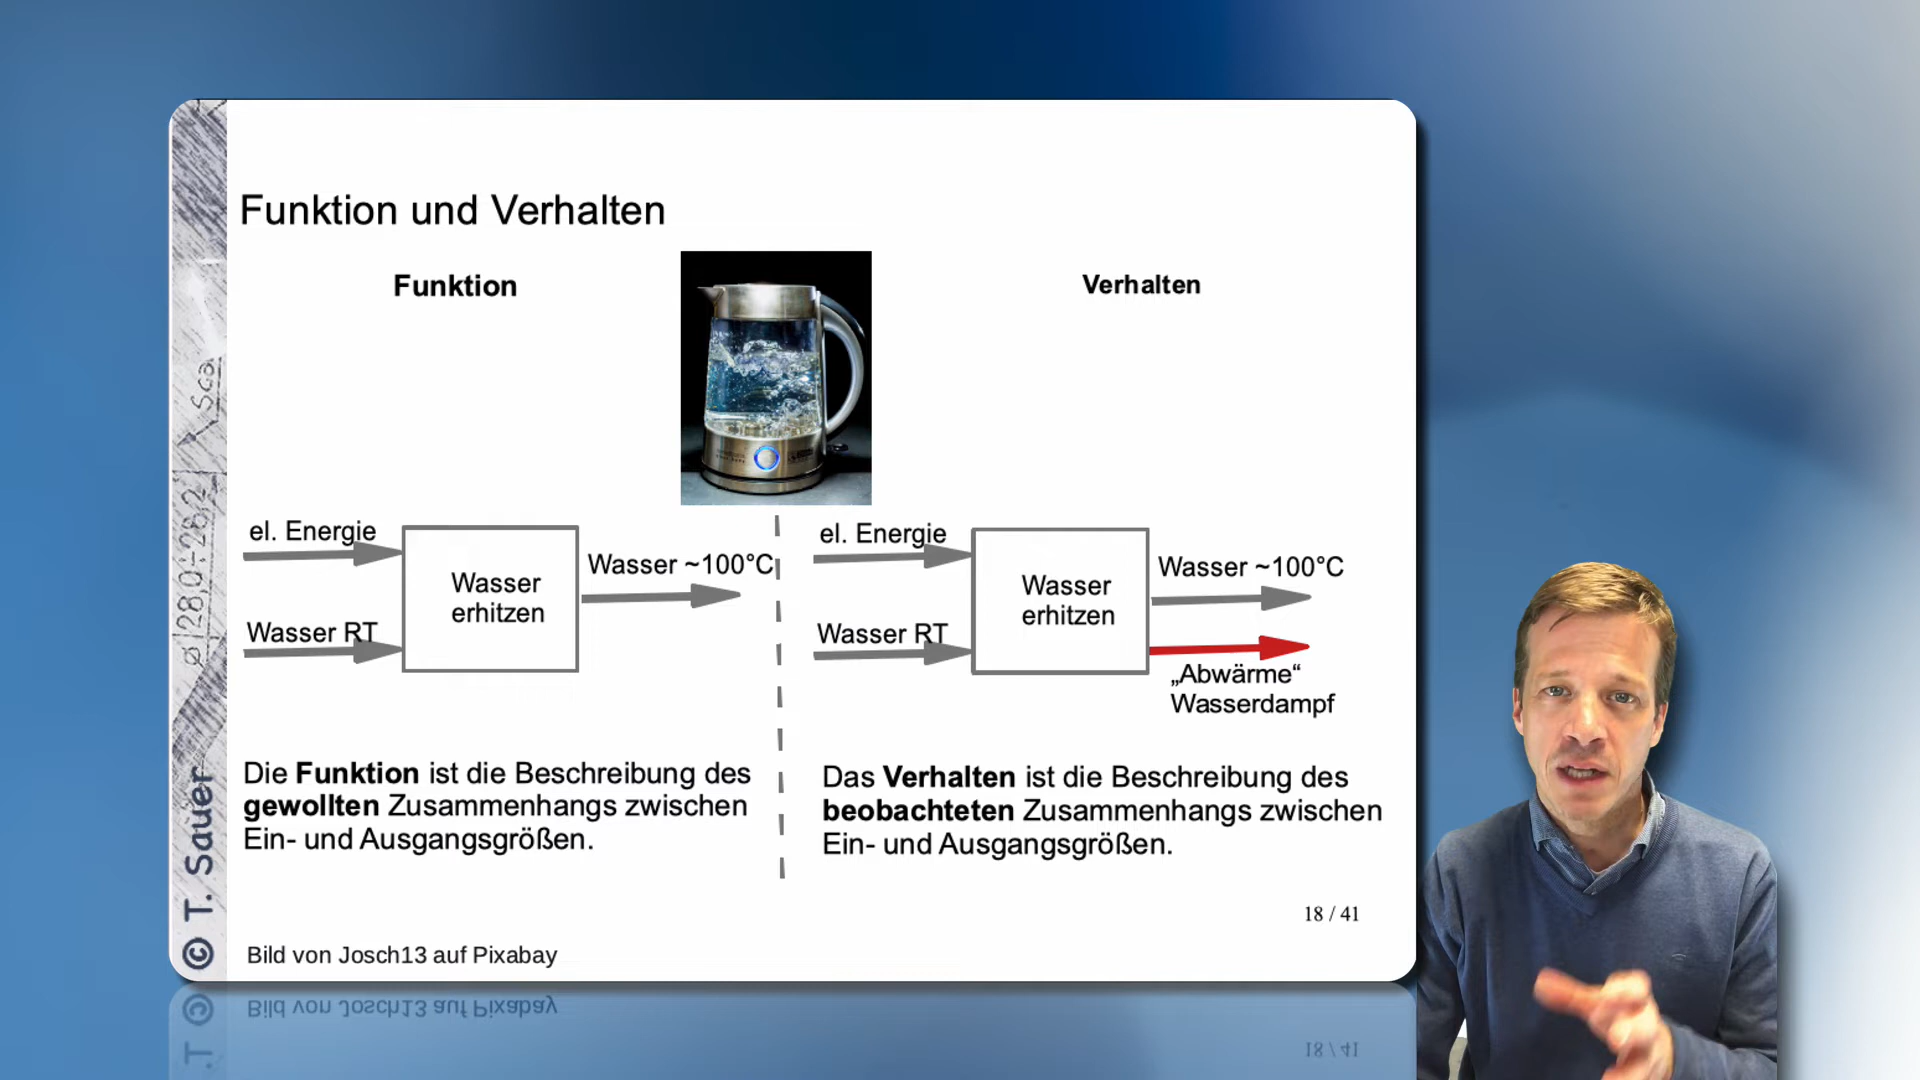 Funktion und Verhalten
Funktion
Verhalten
el. Energie
Wasser RT
Wasser
erhitzen
Wasser ~100°C
el. Energie
Wasser RT
Wasser
erhitzen
Wasser ~100°C
„Abwärme“
Wasserdampf
Die Funktion ist die Beschreibung des
gewollten Zusammenhangs zwischen
Ein- und Ausgangsgrößen.
Das Verhalten ist die Beschreibung des
beobachteten Zusammenhangs zwischen
Ein- und Ausgangsgrößen.
18 / 41
Bild von Josch13 auf Pixabay
© T. Sauer